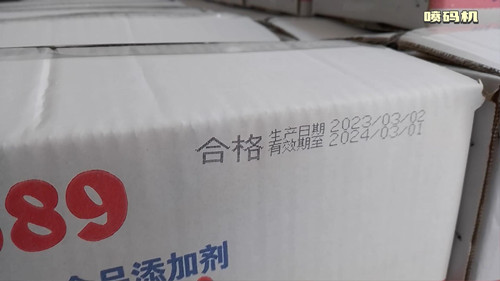 喷码机
合格 生产日期 2023/03/02
有效期至 2024/03/01
89
食品添加剂